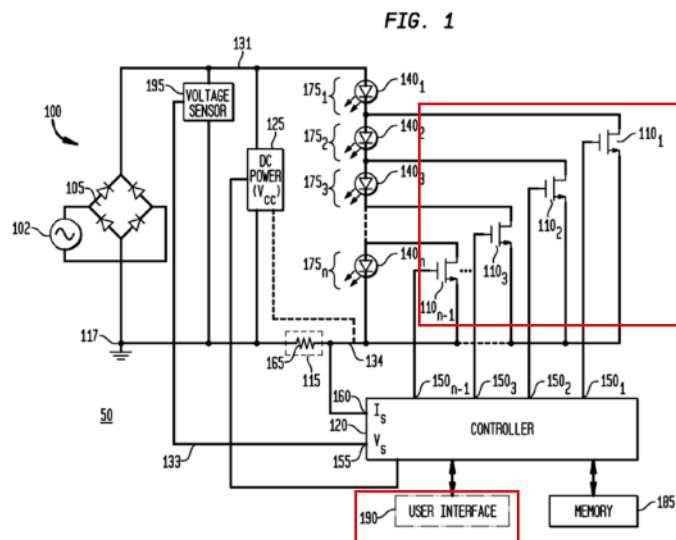 FIG. 1
131
195
VOLTAGE SENSOR
100
125
DC POWER (Vcc)
105
102
175₁
140₁
175₂
140₂
175₃
140₃
175ₙ
140ₙ
110₁
110₂
110₃
110ₙ₋₁
...
117
165
115
134
50
133
160
120
155
Iₛ
Vₛ
150ₙ₋₁
150₃
150₂
150₁
CONTROLLER
190
USER INTERFACE
MEMORY
185